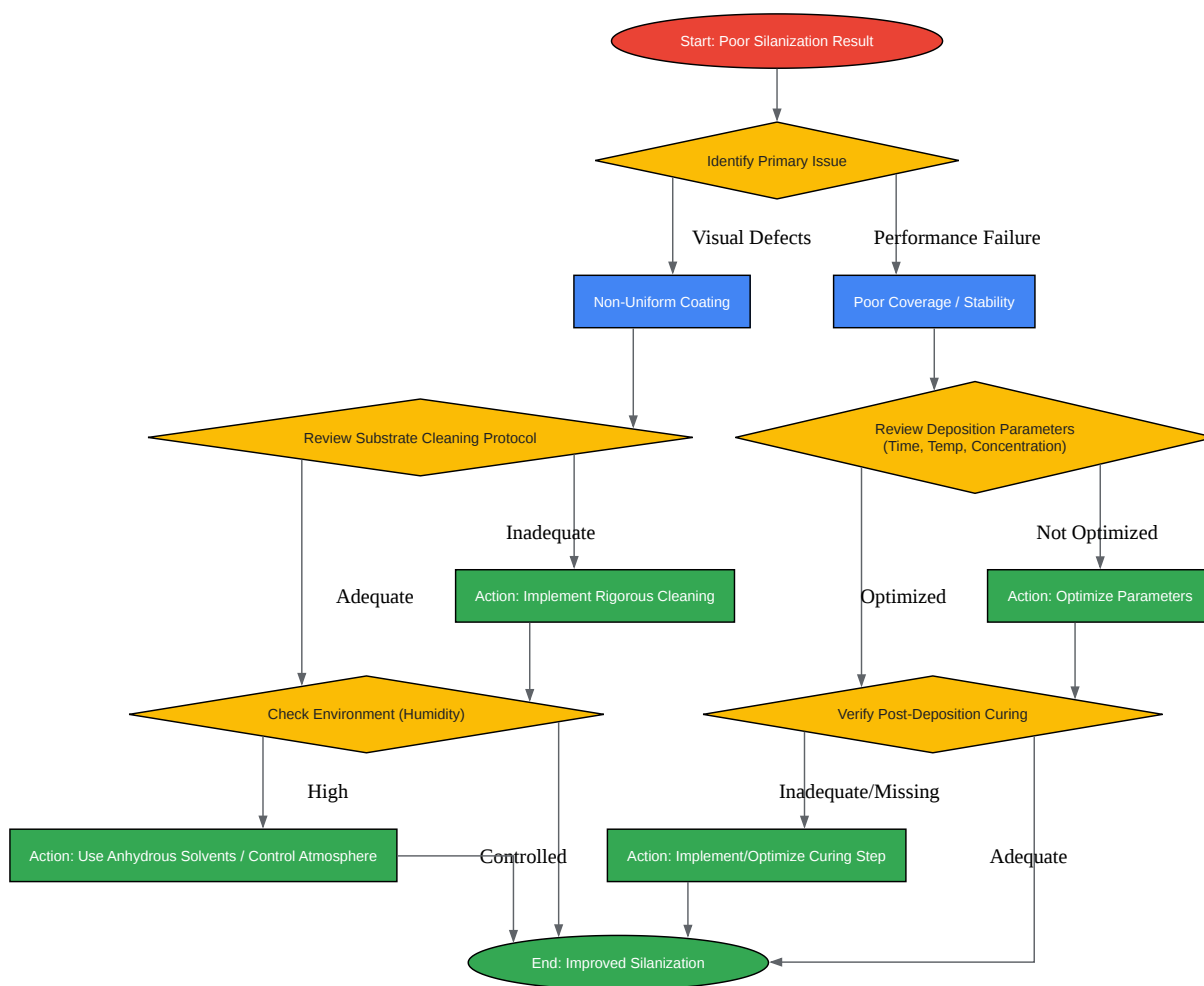 Start: Poor Silanization Result
Identify Primary Issue
Visual Defects
Performance Failure
Non-Uniform Coating
Poor Coverage / Stability
Review Substrate Cleaning Protocol
Review Deposition Parameters
(Time, Temp, Concentration)
Inadequate
Not Optimized
Adequate
Action: Implement Rigorous Cleaning
Optimized
Action: Optimize Parameters
Check Environment (Humidity)
Verify Post-Deposition Curing
High
Inadequate/Missing
Action: Use Anhydrous Solvents / Control Atmosphere
Controlled
Action: Implement/Optimize Curing Step
Adequate
End: Improved Silanization